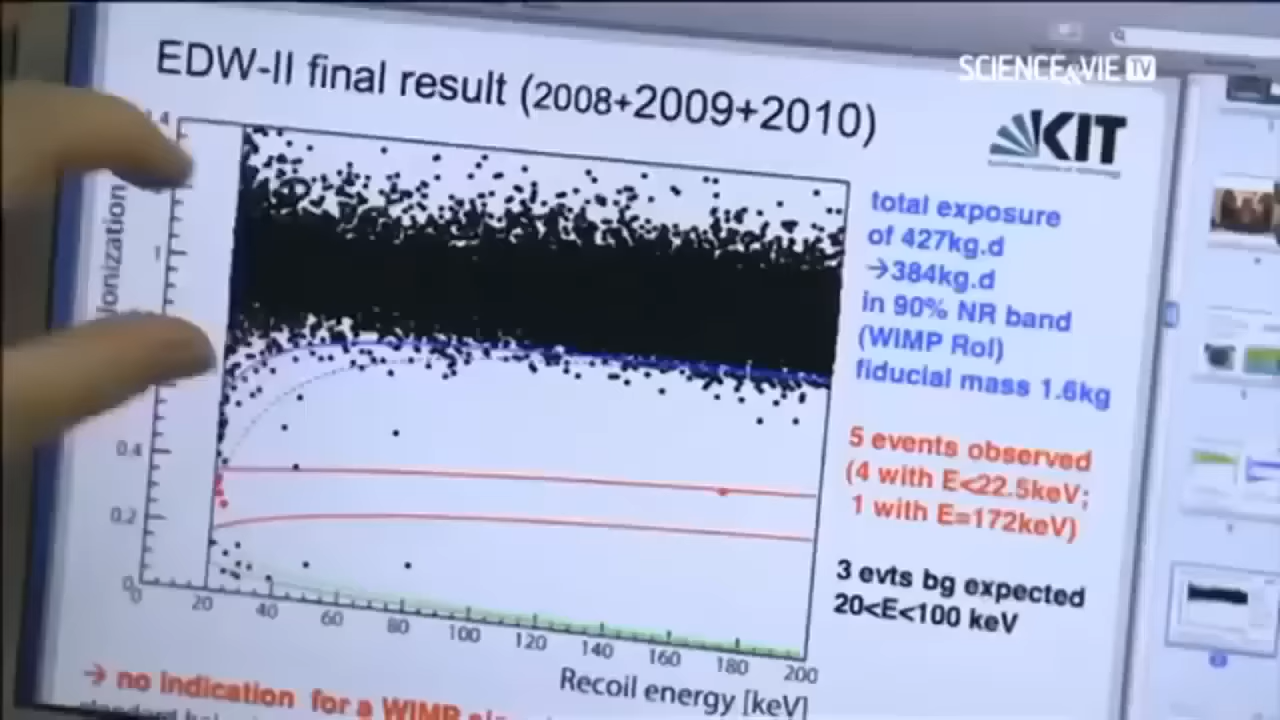 SCIENCE&VIE TV
EDW-II final result (2008+2009+2010)
KIT
total exposure
of 427kg.d
→384kg.d
in 90% NR band
(WIMP RoI)
fiducial mass 1.6kg
5 events observed
(4 with E<22.5keV;
1 with E=172keV)
3 evts bg expected
20<E<100 keV
Ionization
1
0.4
0.2
0
0 20 40 60 80 100 120 140 160 180 200
Recoil energy [keV]
→ no indication for a WIMP